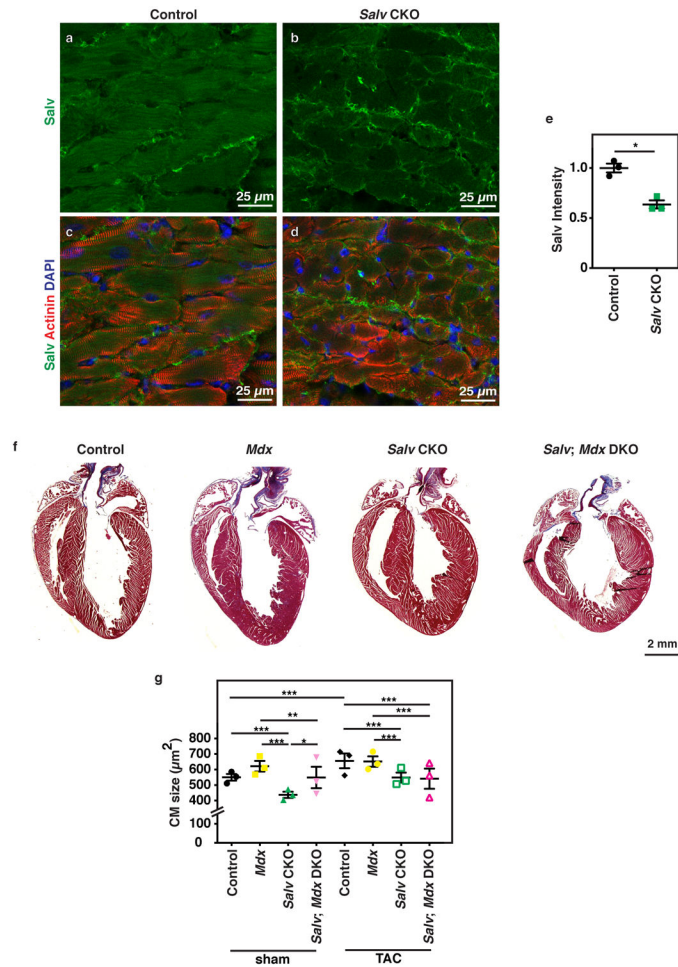 Control
Salv CKO
a
b
Salv
25 µm
25 µm
c
d
Salv Actinin DAPI
25 µm
25 µm
e
*
1.0
0.5
0
Salv Intensity
Control
Salv CKO
f
Control
Mdx
Salv CKO
Salv; Mdx DKO
2 mm
g
***
***
**
***
***
***
*
***
***
CM size (µm²)
800
700
600
500
400
100
0
Control
Mdx
Salv CKO
Salv; Mdx DKO
Control
Mdx
Salv CKO
Salv; Mdx DKO
sham
TAC